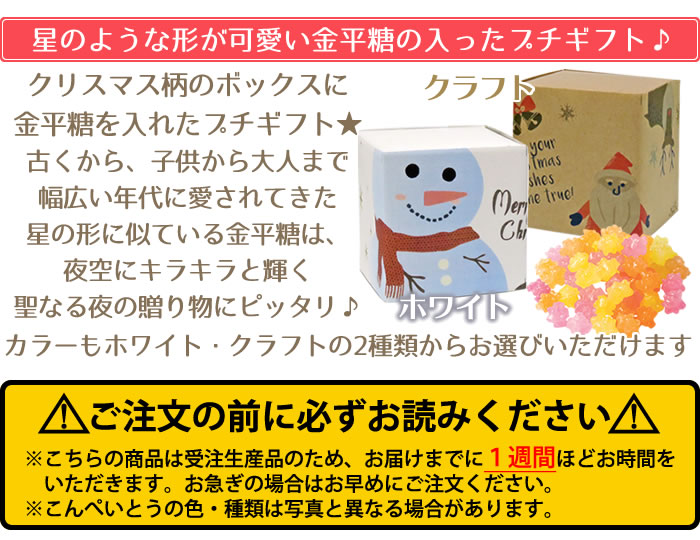 星のような形が可愛い金平糖の入ったプチギフト♪
クリスマス柄のボックスに
金平糖を入れたプチギフト★
古くから、子供から大人まで
幅広い年代に愛されてきた
星の形に似ている金平糖は、
夜空にキラキラと輝く
聖なる夜の贈り物にピッタリ♪
クラフト
your
tmas
shes
me true!
Merry
Chr
ホワイト
カラーもホワイト・クラフトの2種類からお選びいただけます
ご注文の前に必ずお読みください
※こちらの商品は受注生産品のため、お届けまでに１週間ほどお時間を
いただきます。お急ぎの場合はお早めにご注文ください。
※こんぺいとうの色・種類は写真と異なる場合があります。